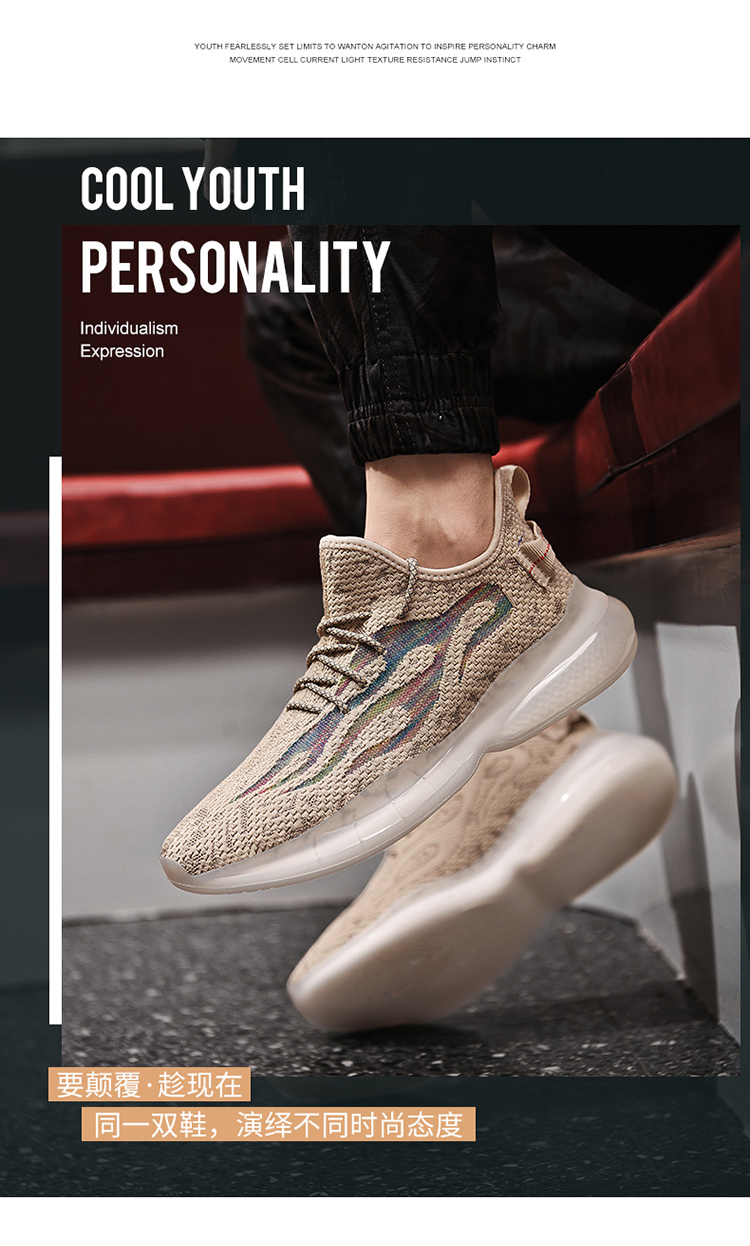 YOUTH FEARLESSLY SET LIMITS TO WANTON AGITATION TO INSPIRE PERSONALITY CHARM
MOVEMENT CELL CURRENT LIGHT TEXTURE RESISTANCE JUMP INSTINCT
COOL YOUTH
PERSONALITY
Individualism
Expression
要颠覆·趁现在
同一双鞋，演绎不同时尚态度